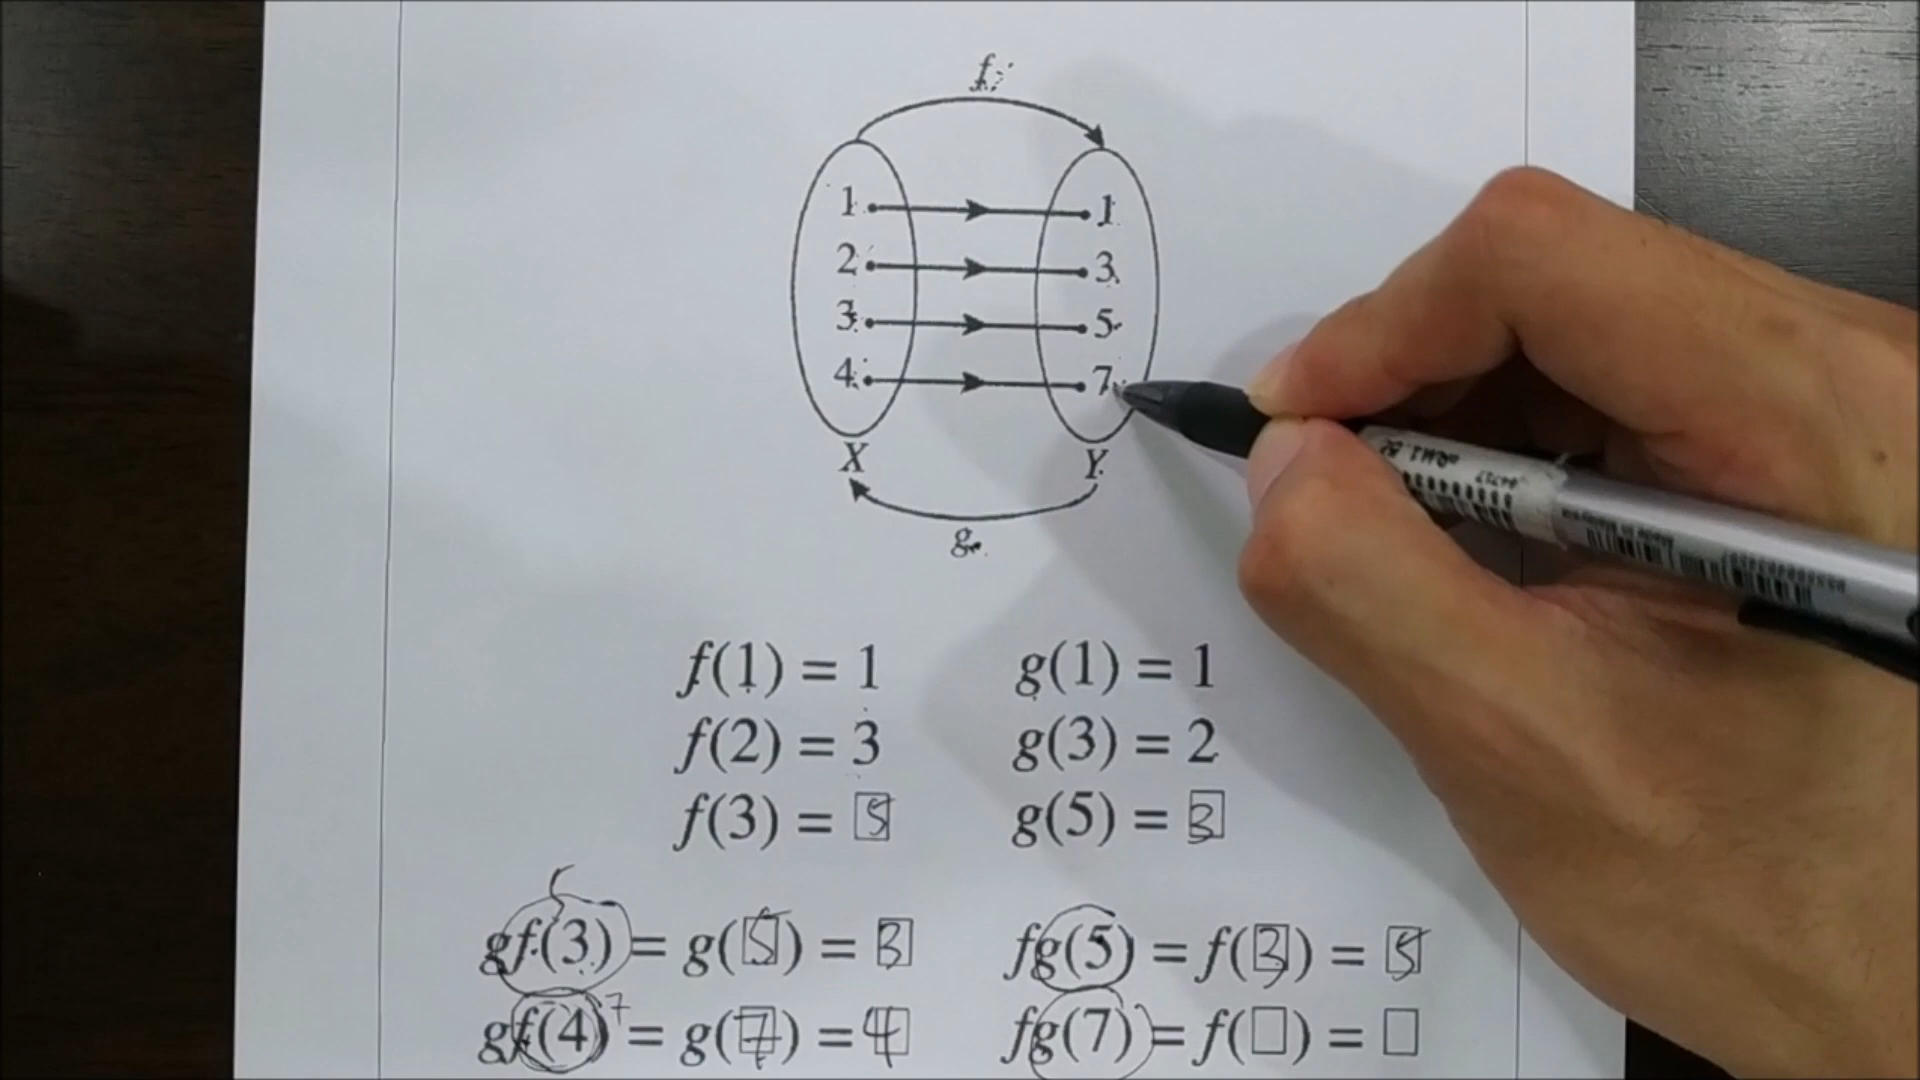 f
1 1
2 3
3 5
4 7
X Y
g
f(1) = 1 g(1) = 1
f(2) = 3 g(3) = 2
f(3) = 5 g(5) = 3
gf(3) = g(5) = 3 fg(5) = f(3) = 5
gf(4) 7 = g(7) = 4 fg(7) = f(□) = □